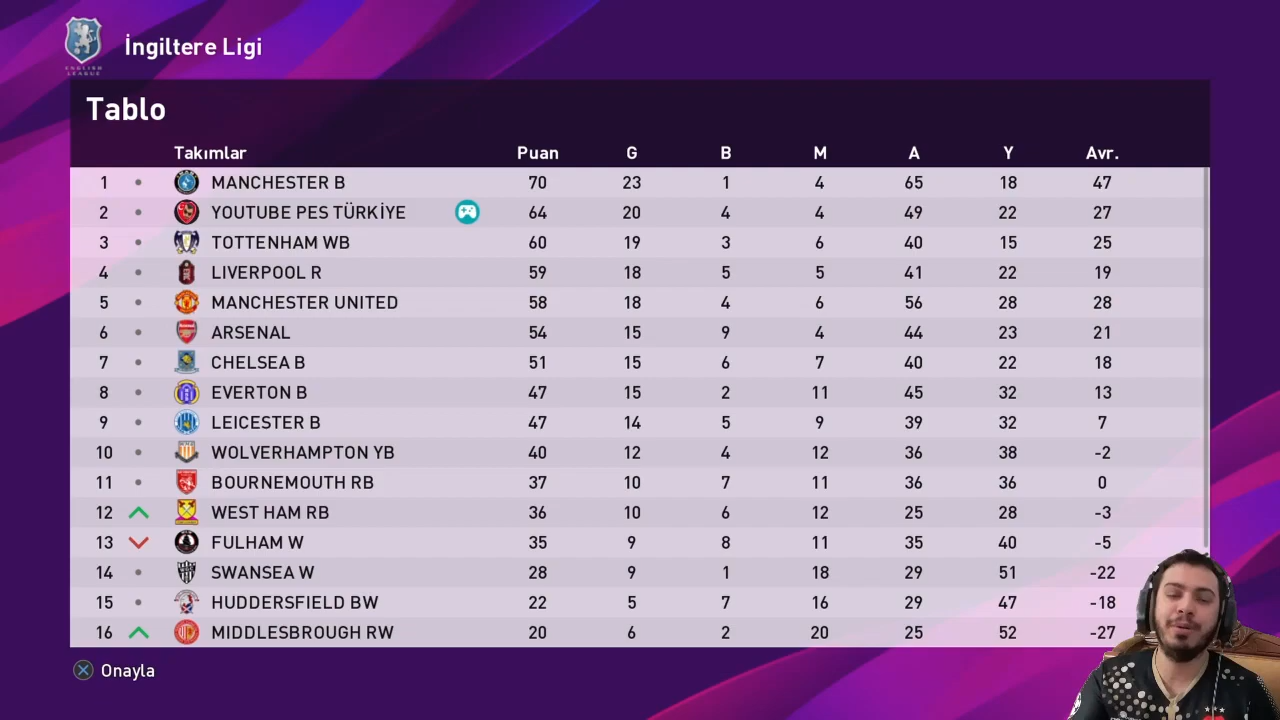 İngiltere Ligi
ENGLISH
LEAGUE
Tablo
Takımlar Puan G B M A Y Avr.
1 MANCHESTER B 70 23 1 4 65 18 47
2 YOUTUBE PES TÜRKİYE 64 20 4 4 49 22 27
3 TOTTENHAM WB 60 19 3 6 40 15 25
4 LIVERPOOL R 59 18 5 5 41 22 19
5 MANCHESTER UNITED 58 18 4 6 56 28 28
6 ARSENAL 54 15 9 4 44 23 21
7 CHELSEA B 51 15 6 7 40 22 18
8 EVERTON B 47 15 2 11 45 32 13
9 LEICESTER B 47 14 5 9 39 32 7
10 WOLVERHAMPTON YB 40 12 4 12 36 38 -2
11 BOURNEMOUTH RB 37 10 7 11 36 36 0
12 WEST HAM RB 36 10 6 12 25 28 -3
13 FULHAM W 35 9 8 11 35 40 -5
14 SWANSEA W 28 9 1 18 29 51 -22
15 HUDDERSFIELD BW 22 5 7 16 29 47 -18
16 MIDDLESBROUGH RW 20 6 2 20 25 52 -27
Onayla